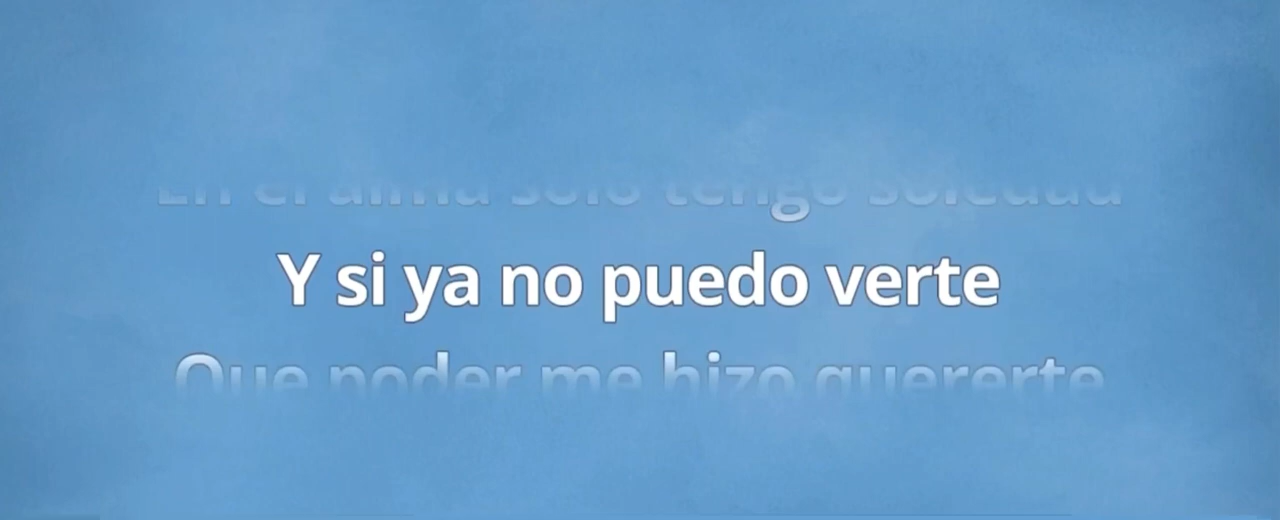 En el alma solo tengo soledad
Y si ya no puedo verte
Que poder me hizo quererte